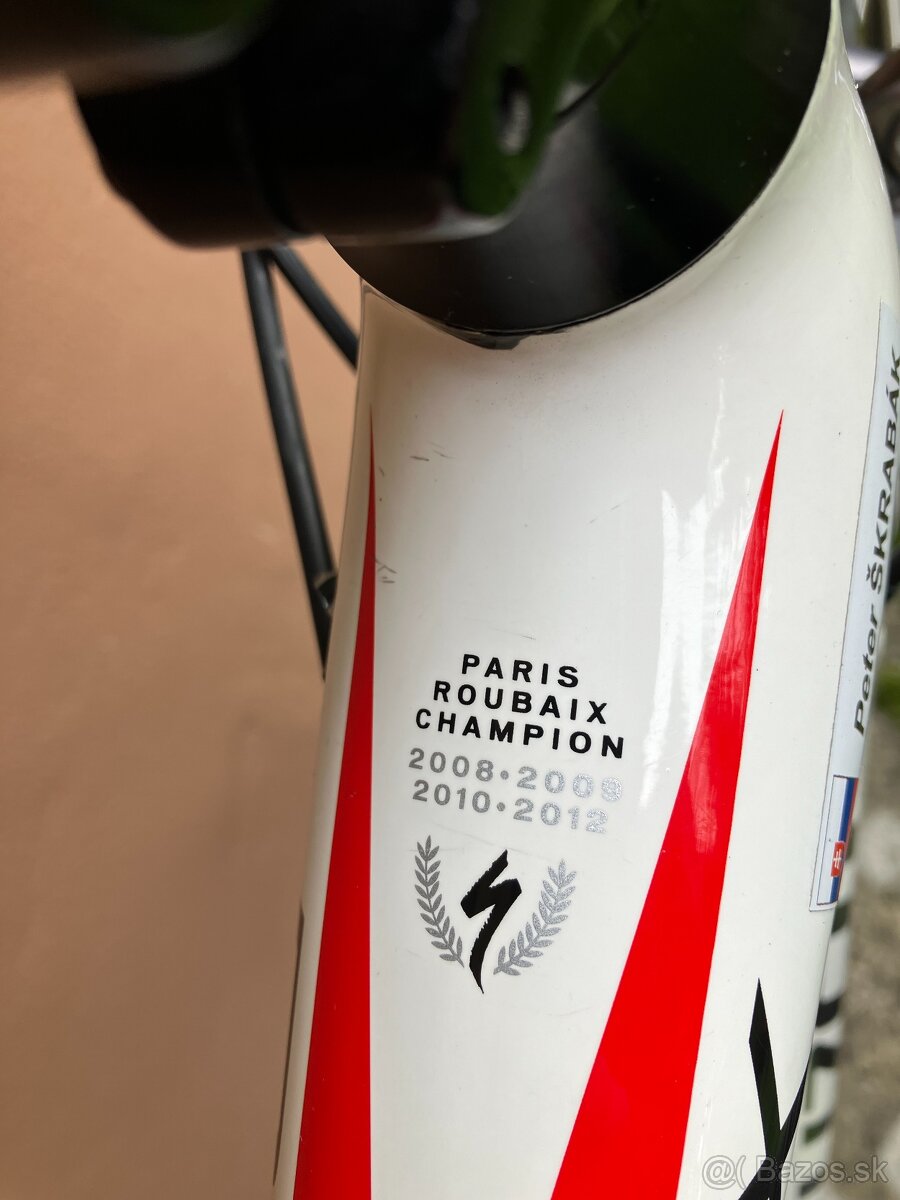 PARIS
ROUBAIX
CHAMPION
2008•2009
2010•2012
Peter ŠKRABÁK
@( Bazos.sk